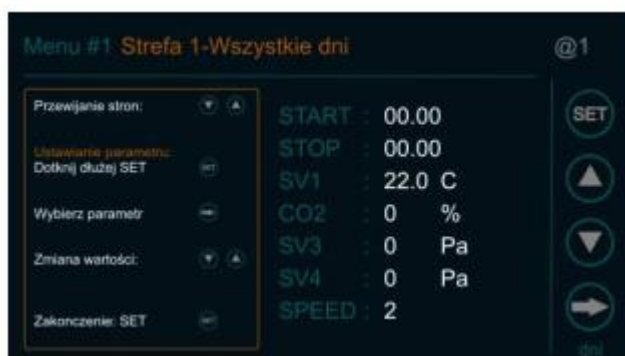 Menu #1 Strefa 1-Wszystkie dni @1
Przewijanie stron:
Ustawianie parametru:
Dotknij dłużej SET
SET
Wybierz parametr
Zmiana wartości:
Zakonczenie: SET
SET
START : 00.00
STOP : 00.00
SV1 : 22.0 C
CO2 : 0 %
SV3 : 0 Pa
SV4 : 0 Pa
SPEED : 2
SET
dni